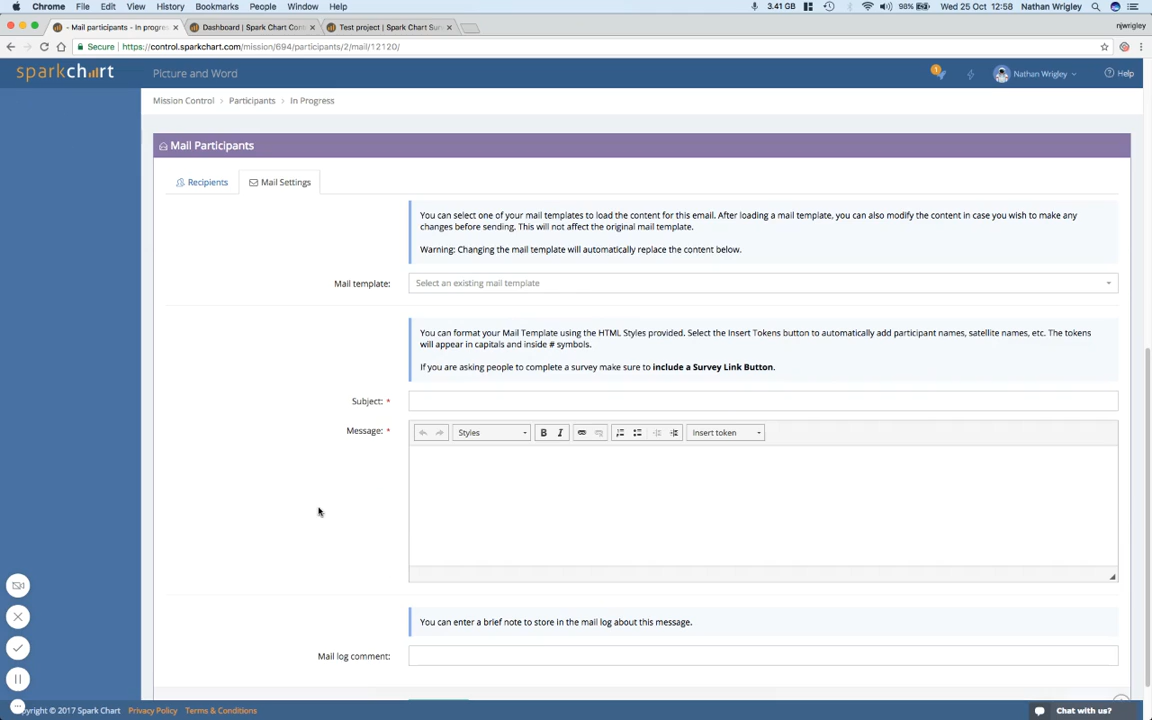 Chrome File Edit View History Bookmarks People Window Help 3.41 GB 98% Wed 25 Oct 12:58 Nathan Wrigley
- Mail participants - In progre Dashboard | Spark Chart Cont Test project | Spark Chart Sur njwrigley
Secure https://control.sparkchart.com/mission/694/participants/2/mail/12120/
sparkchart Picture and Word 1 Nathan Wrigley Help
Mission Control > Participants > In Progress
Mail Participants
Recipients Mail Settings
You can select one of your mail templates to load the content for this email. After loading a mail template, you can also modify the content in case you wish to make any
changes before sending. This will not affect the original mail template.
Warning: Changing the mail template will automatically replace the content below.
Mail template: Select an existing mail template
You can format your Mail Template using the HTML Styles provided. Select the Insert Tokens button to automatically add participant names, satellite names, etc. The tokens
will appear in capitals and inside # symbols.
If you are asking people to complete a survey make sure to include a Survey Link Button.
Subject: *
Message: * Styles B I Insert token
You can enter a brief note to store in the mail log about this message.
Mail log comment:
opyright © 2017 Spark Chart Privacy Policy Terms & Conditions Chat with us?